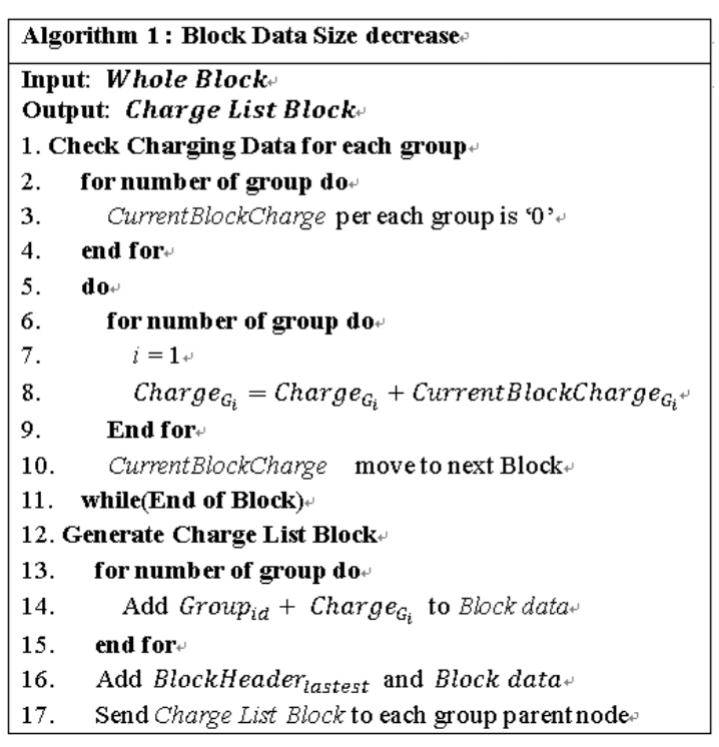 Algorithm 1: Block Data Size decrease↵
Input: Whole Block↵
Output: Charge List Block↵
1. Check Charging Data for each group↵
2. for number of group do↵
3. CurrentBlockCharge per each group is ‘0’↵
4. end for↵
5. do↵
6. for number of group do↵
7. i = 1↵
8. Charge_{G_i} = Charge_{G_i} + CurrentBlockCharge_{G_i}↵
9. End for↵
10. CurrentBlockCharge move to next Block↵
11. while(End of Block)↵
12. Generate Charge List Block↵
13. for number of group do↵
14. Add Group_{id} + Charge_{G_i} to Block data↵
15. end for↵
16. Add BlockHeader_{lastest} and Block data↵
17. Send Charge List Block to each group parent node↵